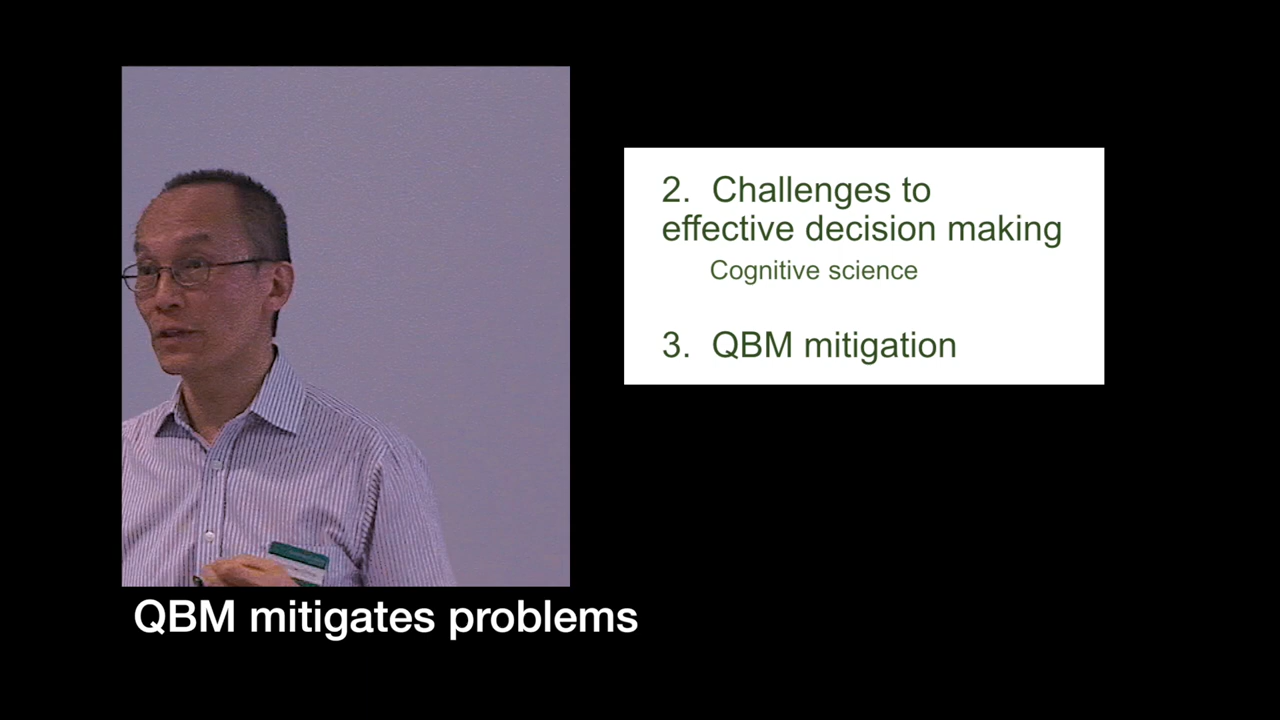 2. Challenges to
effective decision making
Cognitive science
3. QBM mitigation
QBM mitigates problems